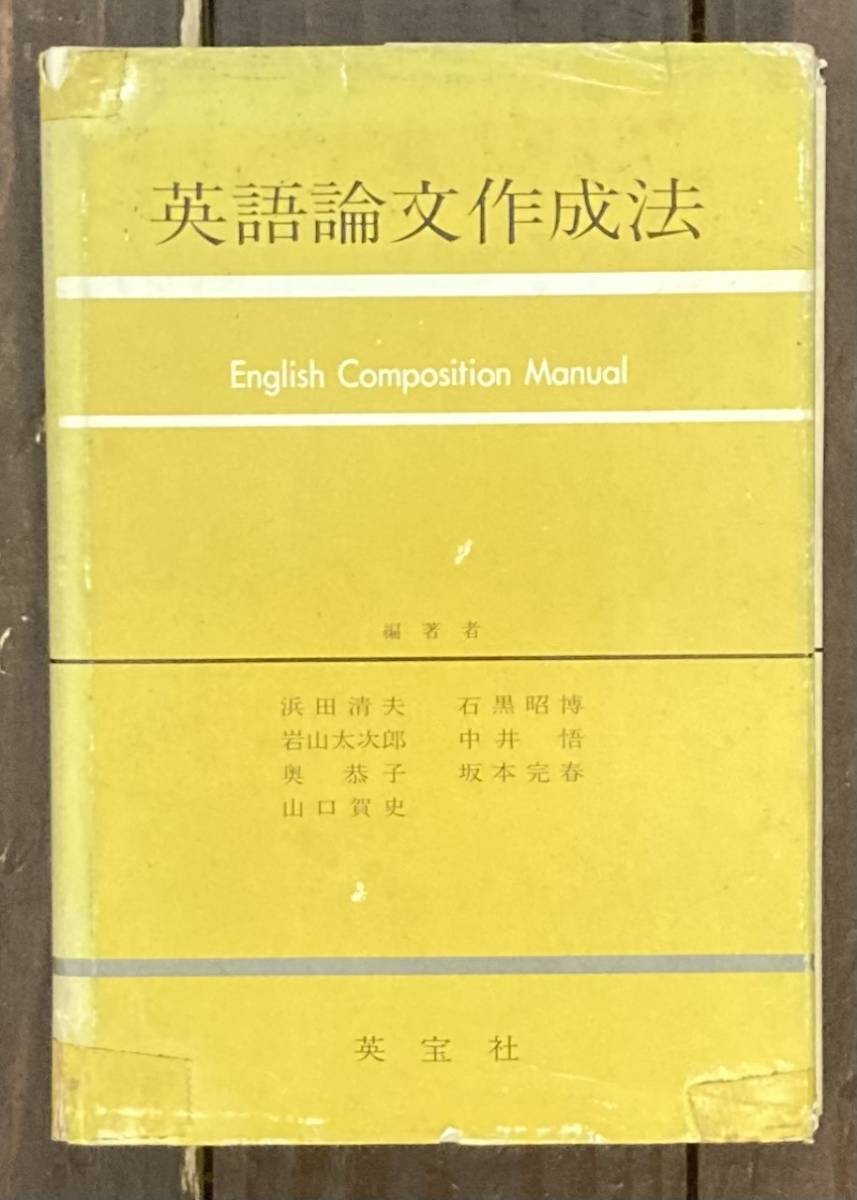 英語論文作成法
English Composition Manual
編著者
浜田清夫 石黒昭博
岩山太次郎 中井悟
奥恭子 坂本完春
山口賀史
英宝社